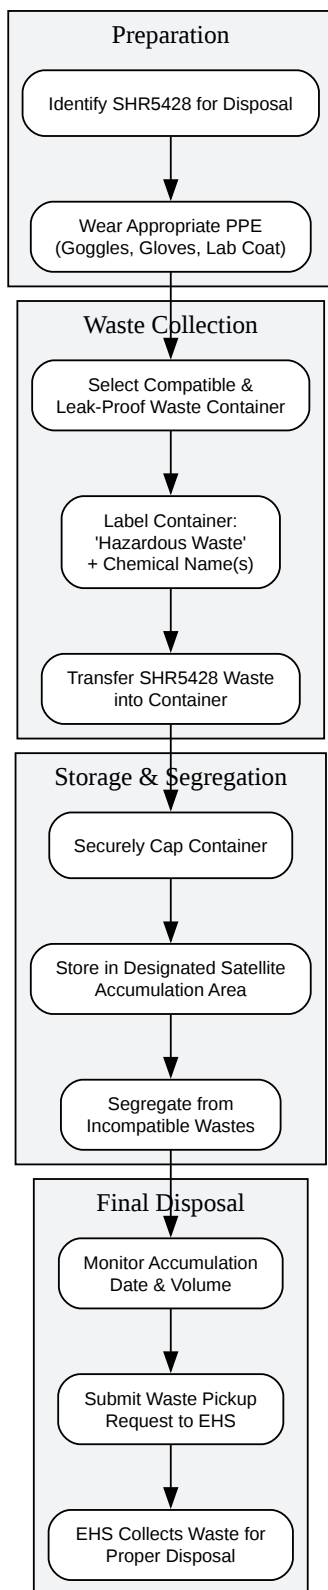 Preparation
Identify SHR5428 for Disposal
Wear Appropriate PPE
(Goggles, Gloves, Lab Coat)
Waste Collection
Select Compatible &
Leak-Proof Waste Container
Label Container:
'Hazardous Waste'
+ Chemical Name(s)
Transfer SHR5428 Waste
into Container
Storage & Segregation
Securely Cap Container
Store in Designated Satellite
Accumulation Area
Segregate from
Incompatible Wastes
Final Disposal
Monitor Accumulation
Date & Volume
Submit Waste Pickup
Request to EHS
EHS Collects Waste for
Proper Disposal